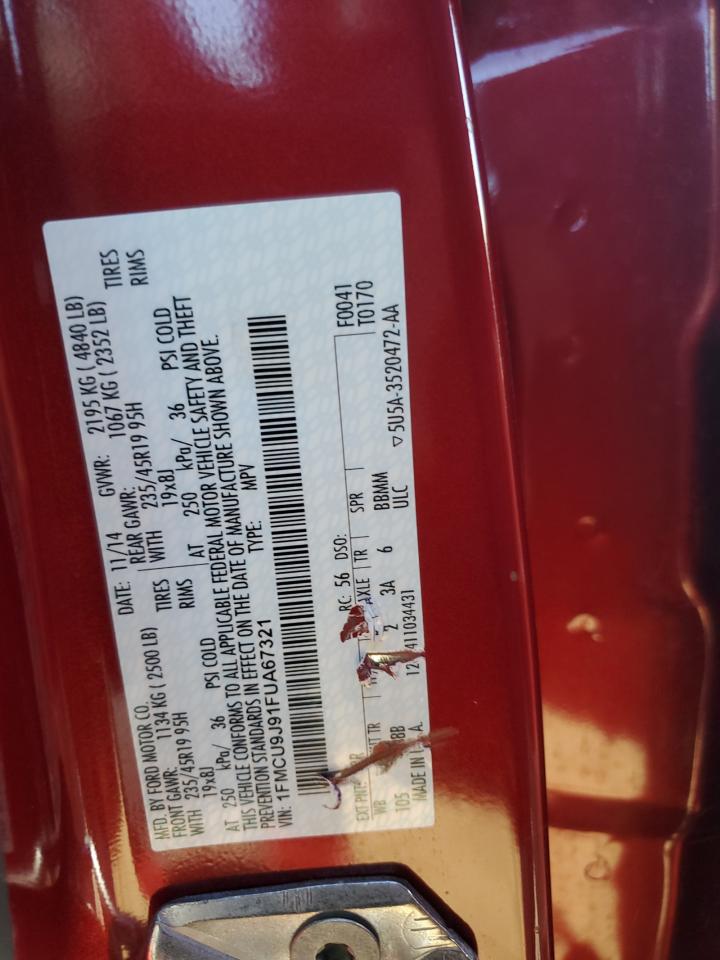 MFD. BY FORD MOTOR CO. DATE: 11/14 GVWR: 2195 KG ( 4840 LB)
FRONT GAWR: 1134 KG ( 2500 LB) REAR GAWR: 1067 KG ( 2352 LB)
WITH 235/45R19 95H TIRES WITH 235/45R19 95H TIRES
19x8J RIMS 19x8J RIMS
AT 250 kPa/ 36 PSI COLD AT 250 kPa/ 36 PSI COLD
THIS VEHICLE CONFORMS TO ALL APPLICABLE FEDERAL MOTOR VEHICLE SAFETY AND THEFT
PREVENTION STANDARDS IN EFFECT ON THE DATE OF MANUFACTURE SHOWN ABOVE.
VIN: 1FMCU9J91FUA67321 TYPE: MPV
EXT PNT RC: 56 DSO: F0041
WB TR AXLE TR SPR T0170
105 2 3A 6 BBMM
MADE IN U.S.A. ULC ▽5U5A-3520472-AA